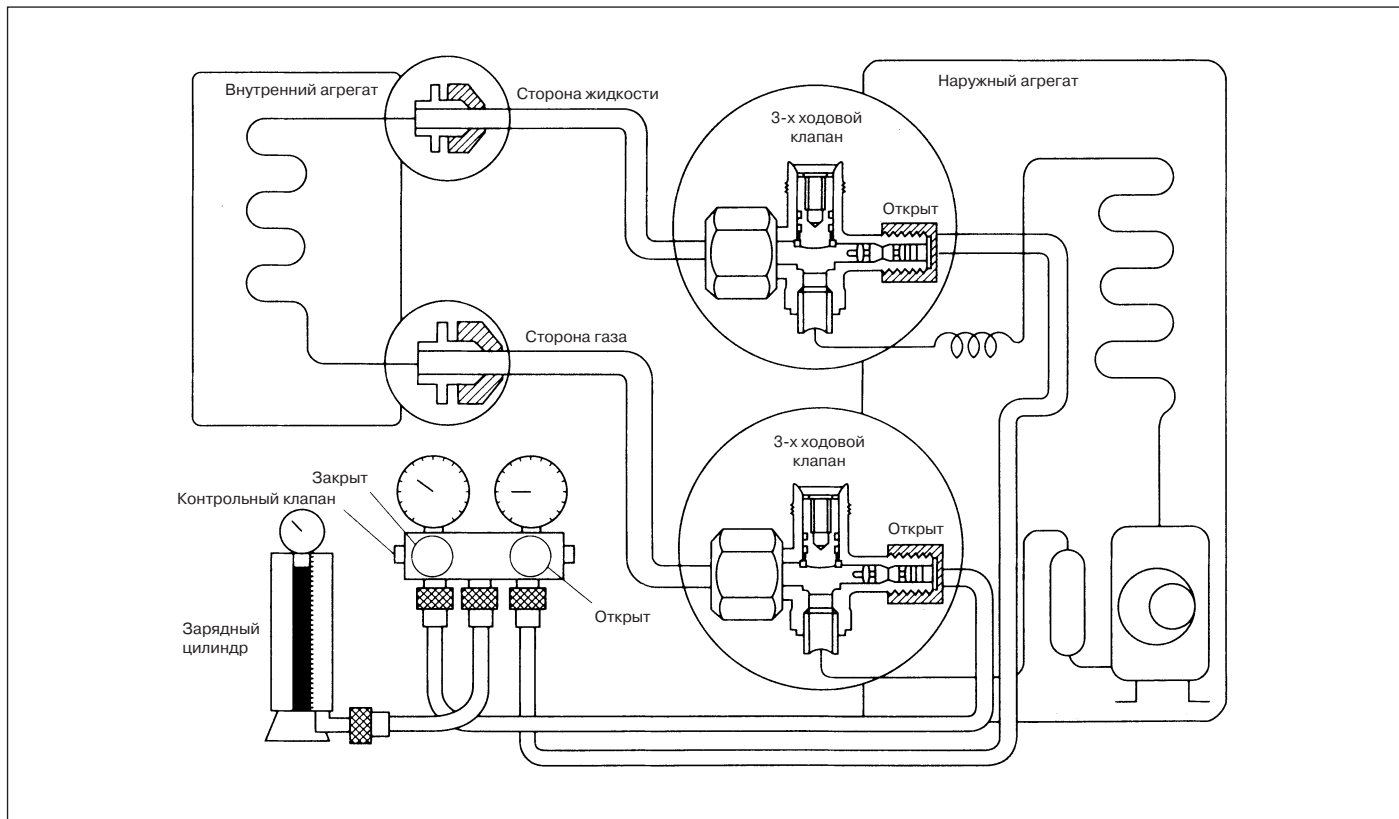 Внутренний агрегат
Сторона жидкости
Наружный агрегат
3-х ходовой
клапан
Открыт
Сторона газа
3-х ходовой
клапан
Закрыт
Контрольный клапан
Открыт
Открыт
Зарядный
цилиндр